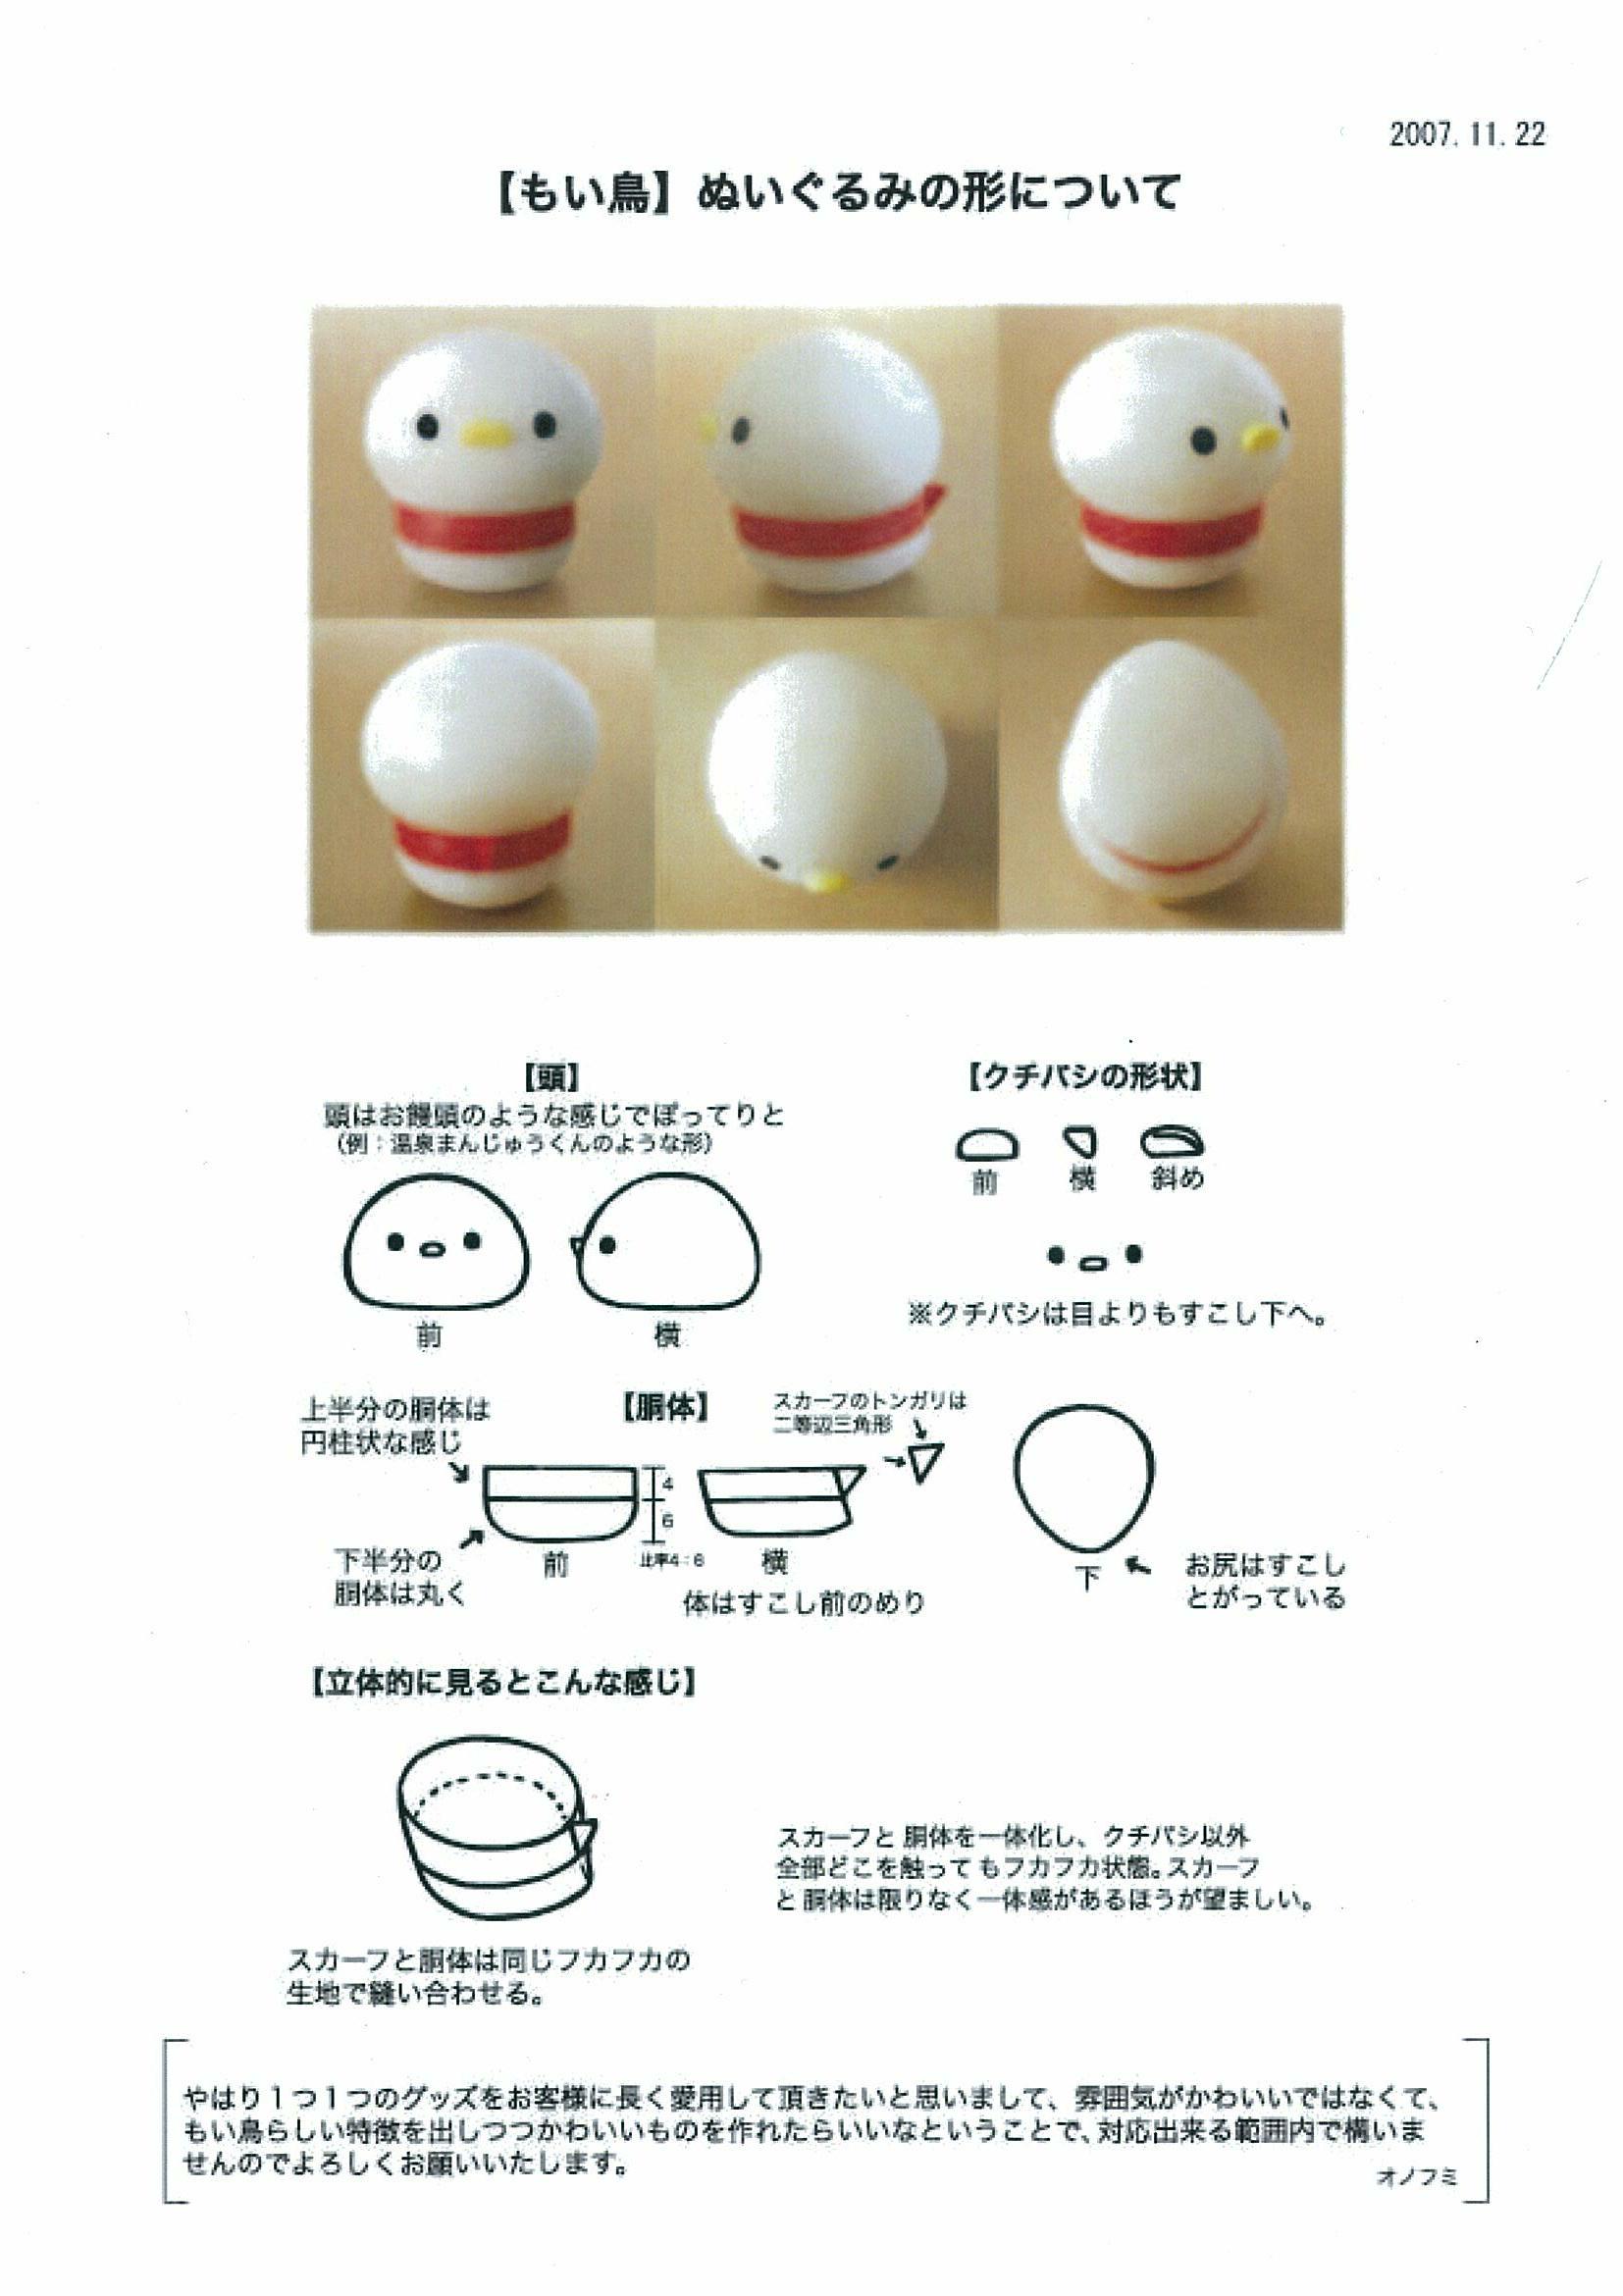 2007.11.22
【もい鳥】ぬいぐるみの形について
【頭】
頭はお饅頭のような感じでぽってりと
（例：温泉まんじゅうくんのような形）
前
横
【クチバシの形状】
前
横
斜め
※クチバシは目よりもすこし下へ。
【胴体】
上半分の胴体は
円柱状な感じ
下半分の
胴体は丸く
前
4
6
比率4：6
スカーフのトンガリは
二等辺三角形
横
体はすこし前のめり
下
お尻はすこし
とがっている
【立体的に見るとこんな感じ】
スカーフと胴体は同じフカフカの
生地で縫い合わせる。
スカーフと胴体を一体化し、クチバシ以外
全部どこを触ってもフカフカ状態。スカーフ
と胴体は限りなく一体感があるほうが望ましい。
やはり１つ１つのグッズをお客様に長く愛用して頂きたいと思いまして、雰囲気がかわいいではなくて、
もい鳥らしい特徴を出しつつかわいいものを作れたらいいなということで、対応出来る範囲内で構いま
せんのでよろしくお願いいたします。
オノフミ